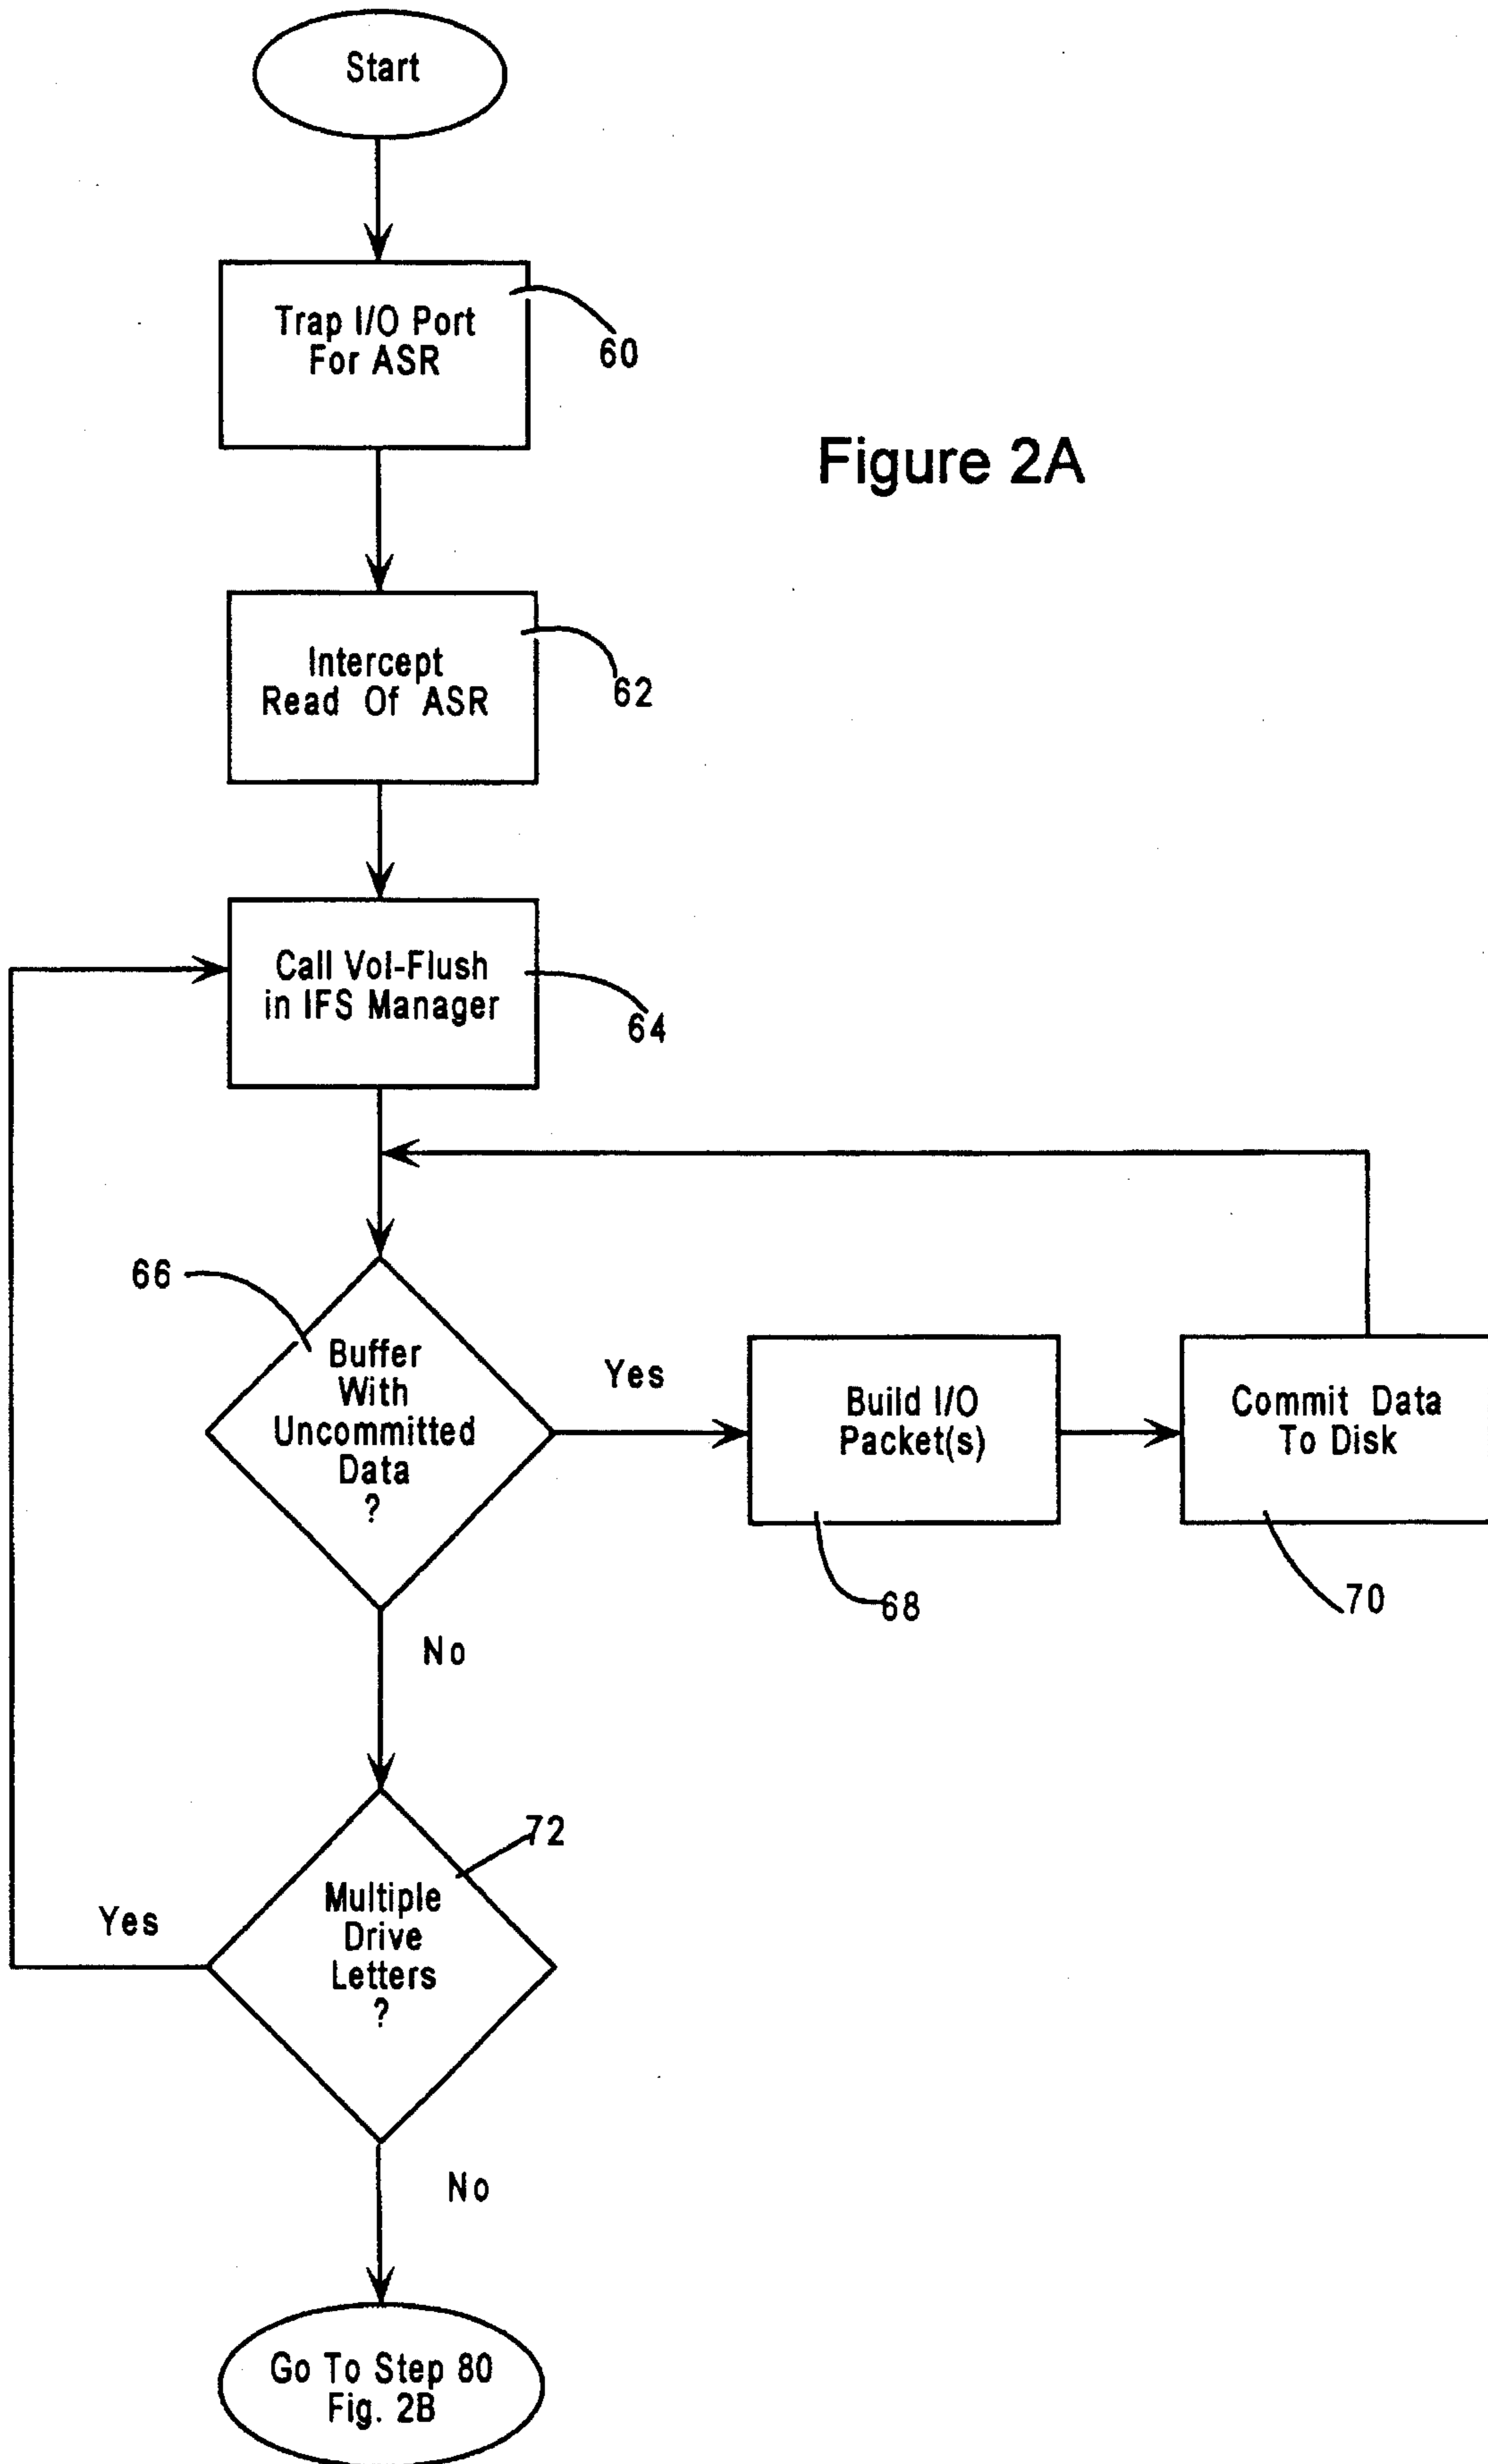 Start
Trap I/O Port
For ASR
60
Figure 2A
Intercept
Read Of ASR
62
Call Vol-Flush
in IFS Manager
64
66
Buffer
With
Uncommitted
Data
?
Yes
Build I/O
Packet(s)
68
Commit Data
To Disk
70
No
72
Multiple
Drive
Letters
?
Yes
No
Go To Step 80
Fig. 2B